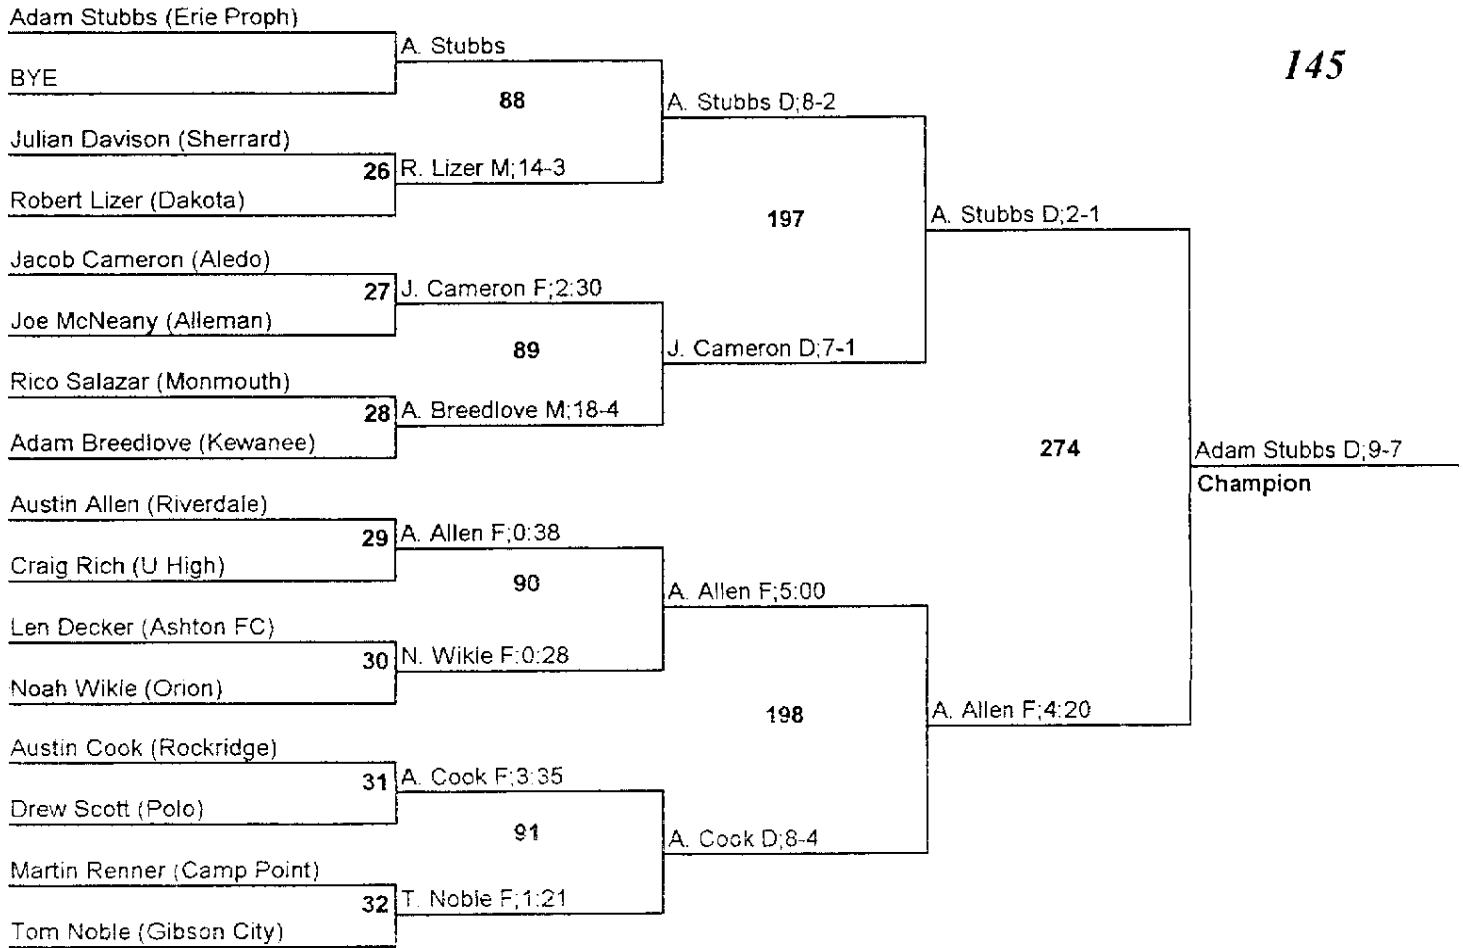 Adam Stubbs (Erie Proph)
A. Stubbs
145
BYE
88
A. Stubbs D;8-2
Julian Davison (Sherrard)
26 R. Lizer M;14-3
Robert Lizer (Dakota)
197
A. Stubbs D;2-1
Jacob Cameron (Aledo)
27 J. Cameron F;2:30
Joe McNeany (Alleman)
89
J. Cameron D;7-1
Rico Salazar (Monmouth)
28 A. Breedlove M;18-4
Adam Breedlove (Kewanee)
274
Adam Stubbs D;9-7
Champion
Austin Allen (Riverdale)
29 A. Allen F;0:38
Craig Rich (U High)
90
A. Allen F;5:00
Len Decker (Ashton FC)
30 N. Wikle F;0:28
Noah Wikle (Orion)
198
A. Allen F;4:20
Austin Cook (Rockridge)
31 A. Cook F;3:35
Drew Scott (Polo)
91
A. Cook D;8-4
Martin Renner (Camp Point)
32 T. Noble F;1:21
Tom Noble (Gibson City)